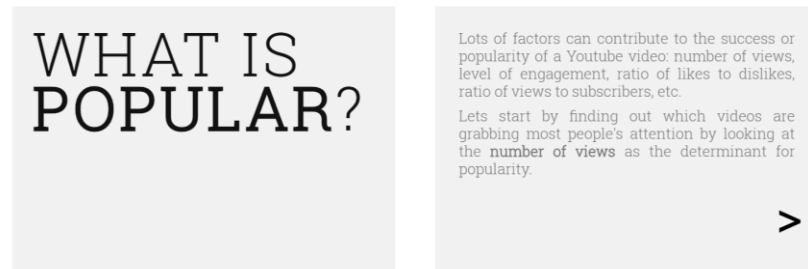 WHAT IS
POPULAR?
Lots of factors can contribute to the success or
popularity of a Youtube video: number of views,
level of engagement, ratio of likes to dislikes,
ratio of views to subscribers, etc.
Lets start by finding out which videos are
grabbing most people's attention by looking at
the number of views as the determinant for
popularity.
>